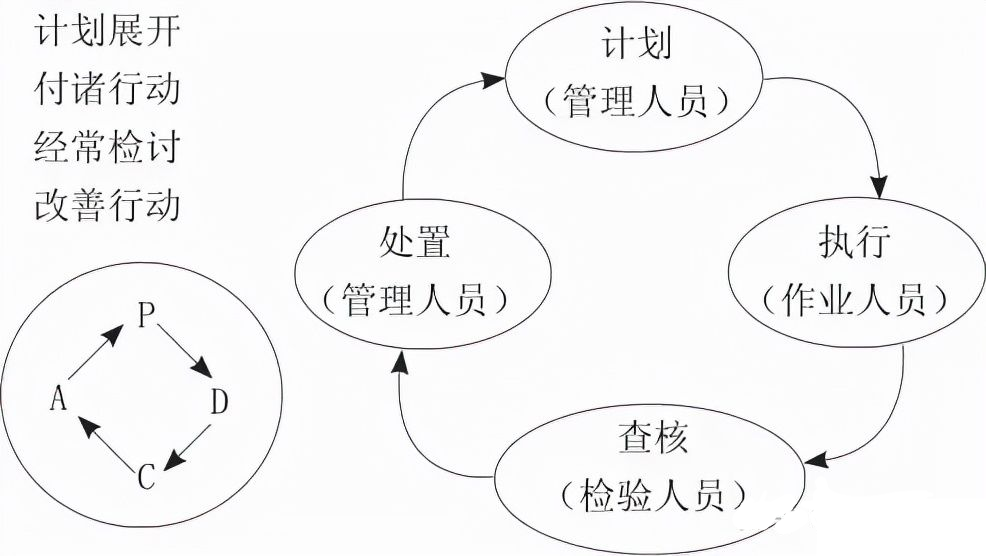 计划展开
付诸行动
经常检讨
改善行动
计划
（管理人员）
执行
（作业人员）
查核
（检验人员）
处置
（管理人员）
P
D
C
A